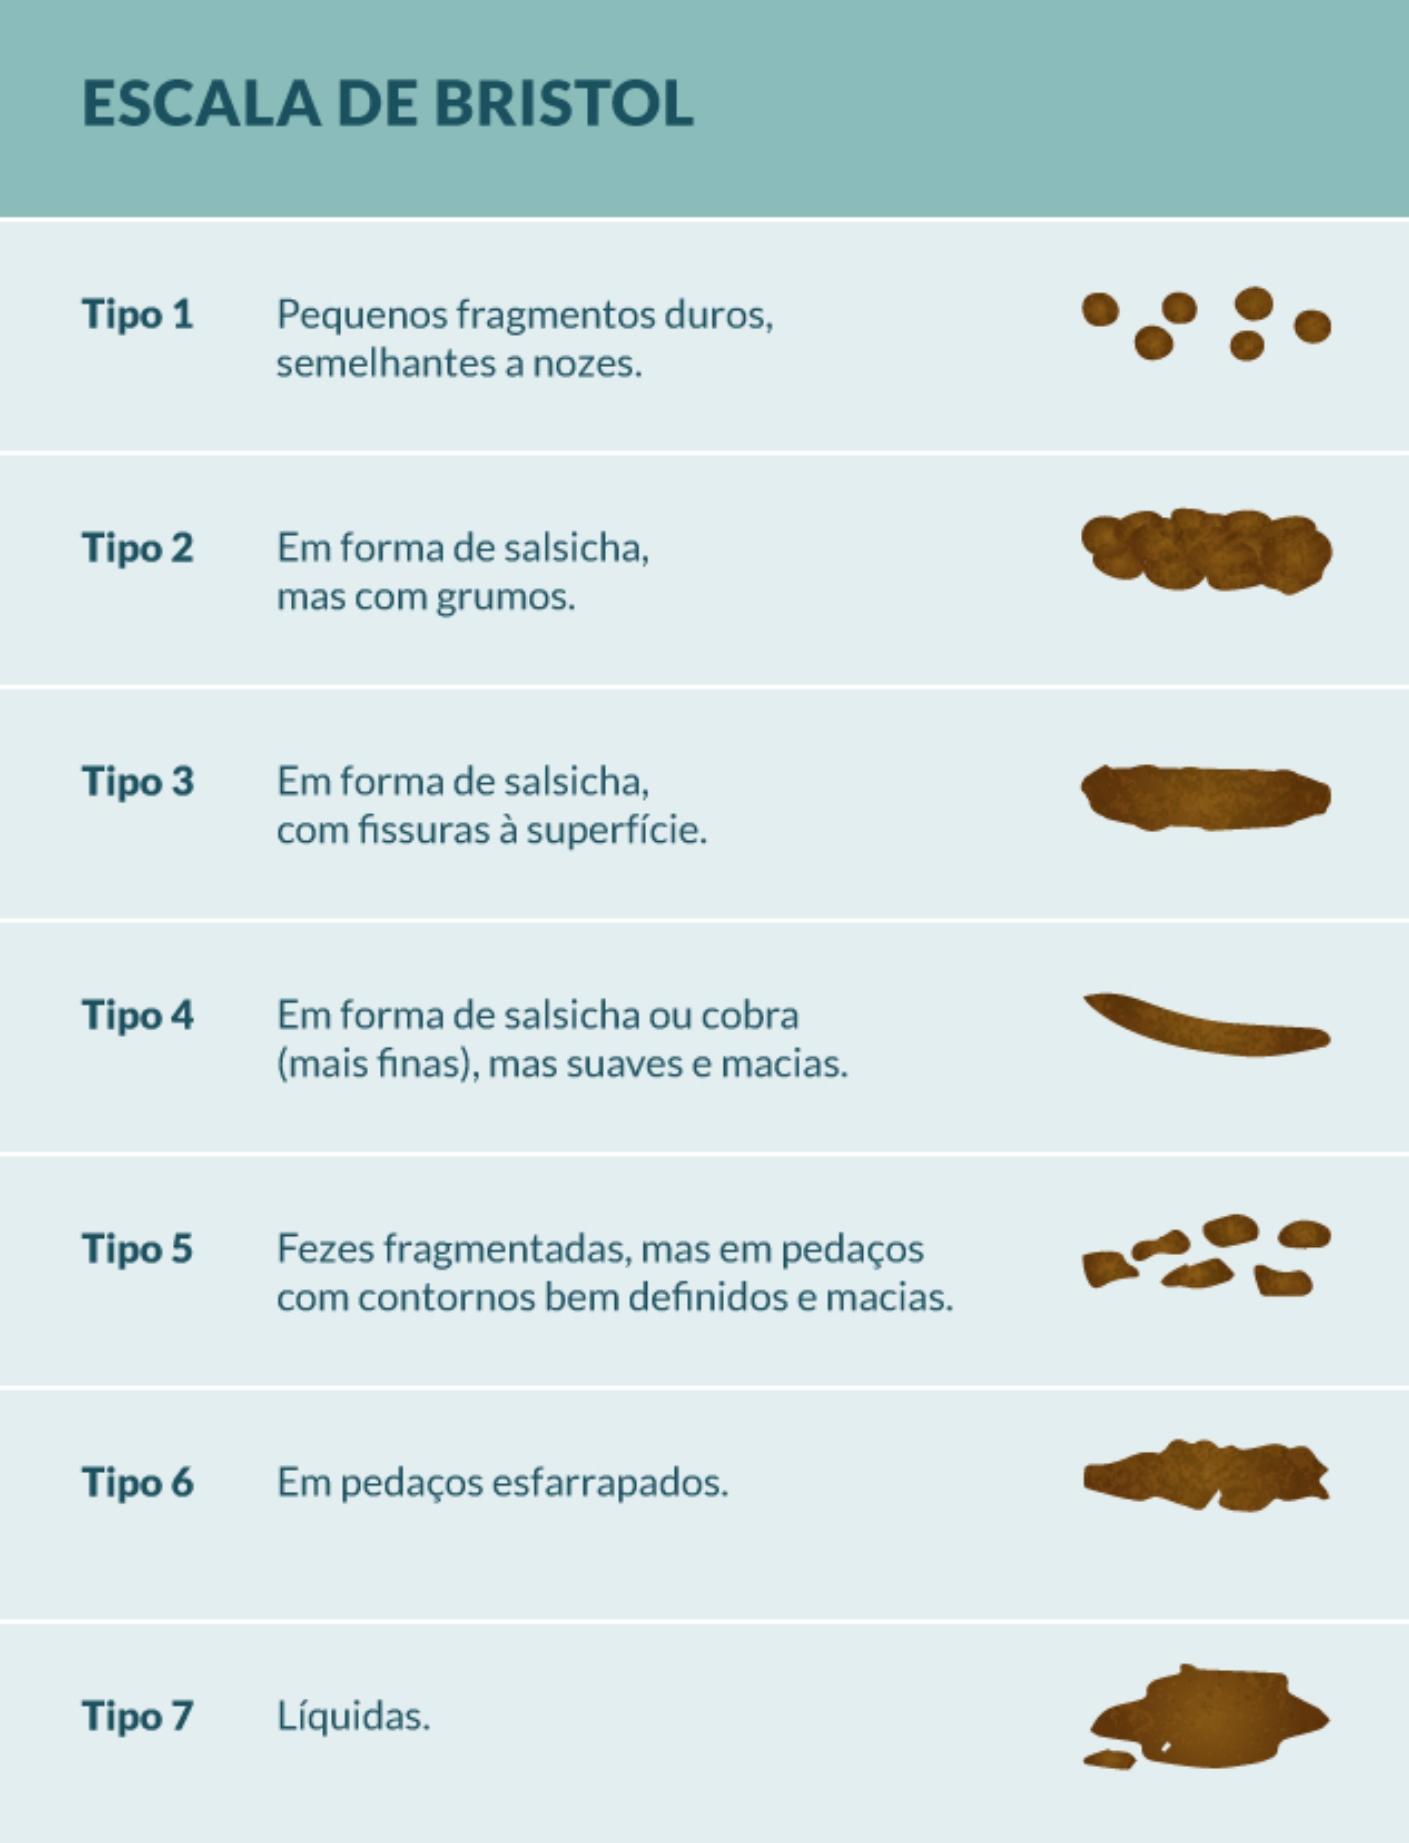 ESCALA DE BRISTOL
Tipo 1
Pequenos fragmentos duros,
semelhantes a nozes.
Tipo 2
Em forma de salsicha,
mas com grumos.
Tipo 3
Em forma de salsicha,
com fissuras à superfície.
Tipo 4
Em forma de salsicha ou cobra
(mais finas), mas suaves e macias.
Tipo 5
Fezes fragmentadas, mas em pedaços
com contornos bem definidos e macias.
Tipo 6
Em pedaços esfarrapados.
Tipo 7
Líquidas.